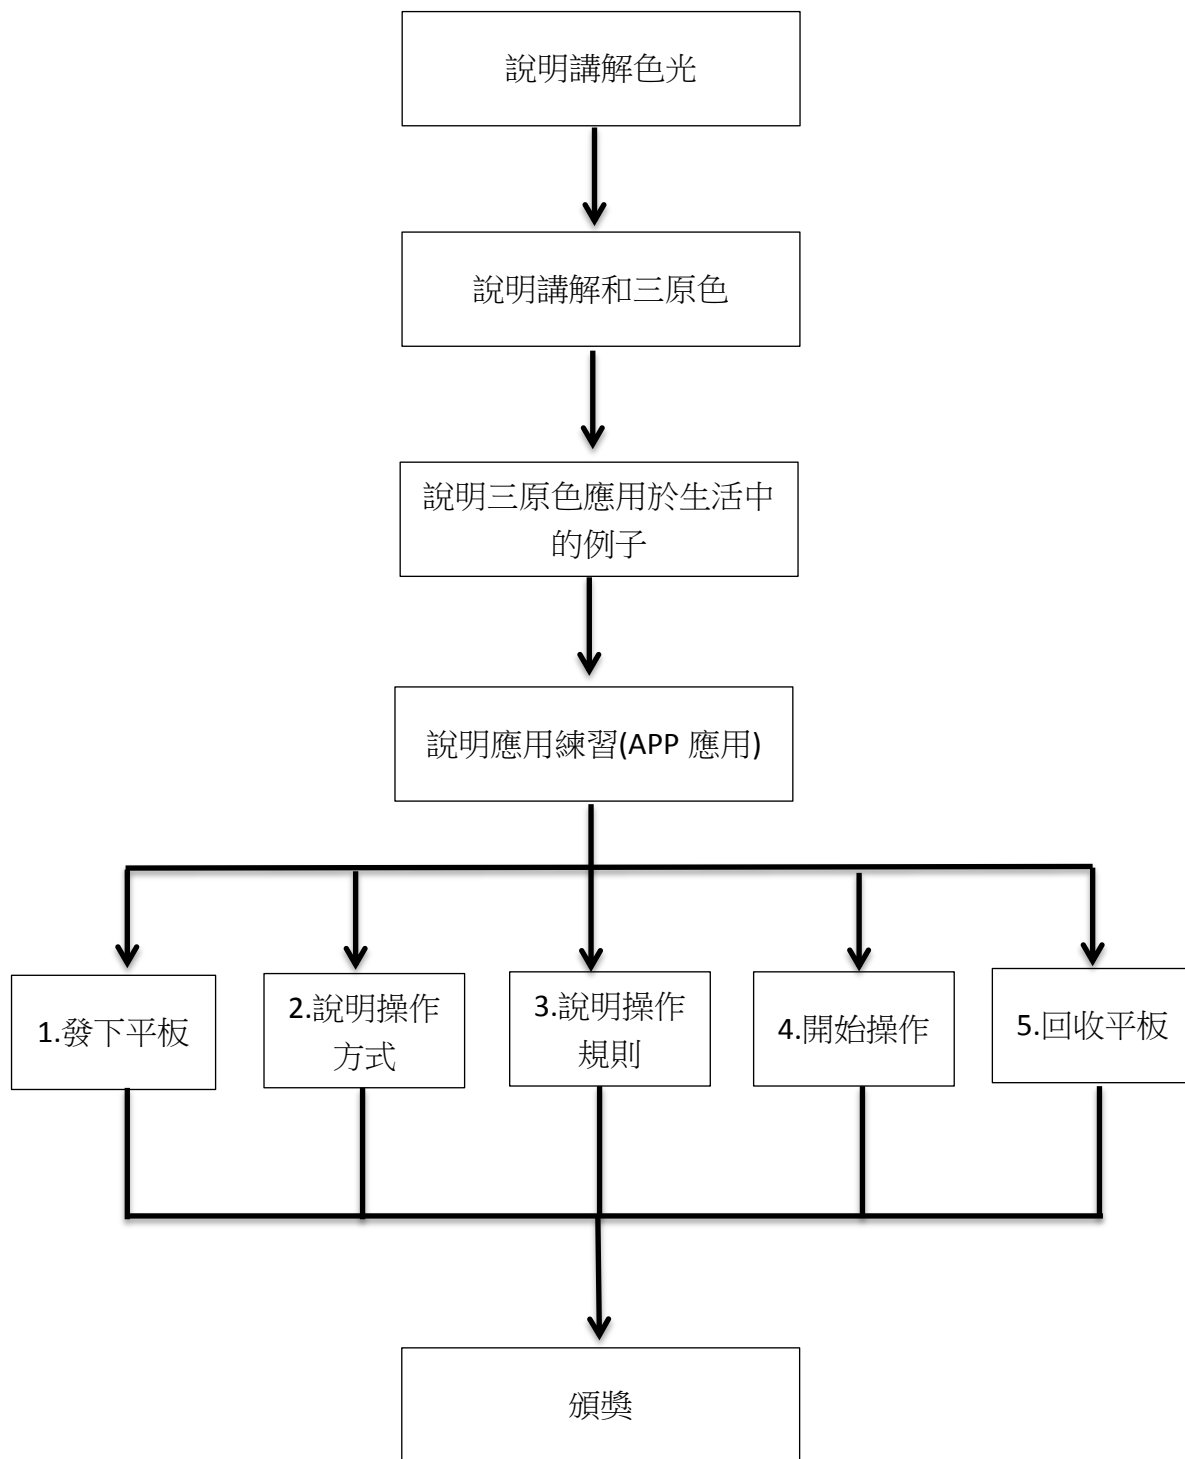 說明講解色光
說明講解和三原色
說明三原色應用於生活中
的例子
說明應用練習(APP 應用)
1.發下平板
2.說明操作
方式
3.說明操作
規則
4.開始操作
5.回收平板
頒獎